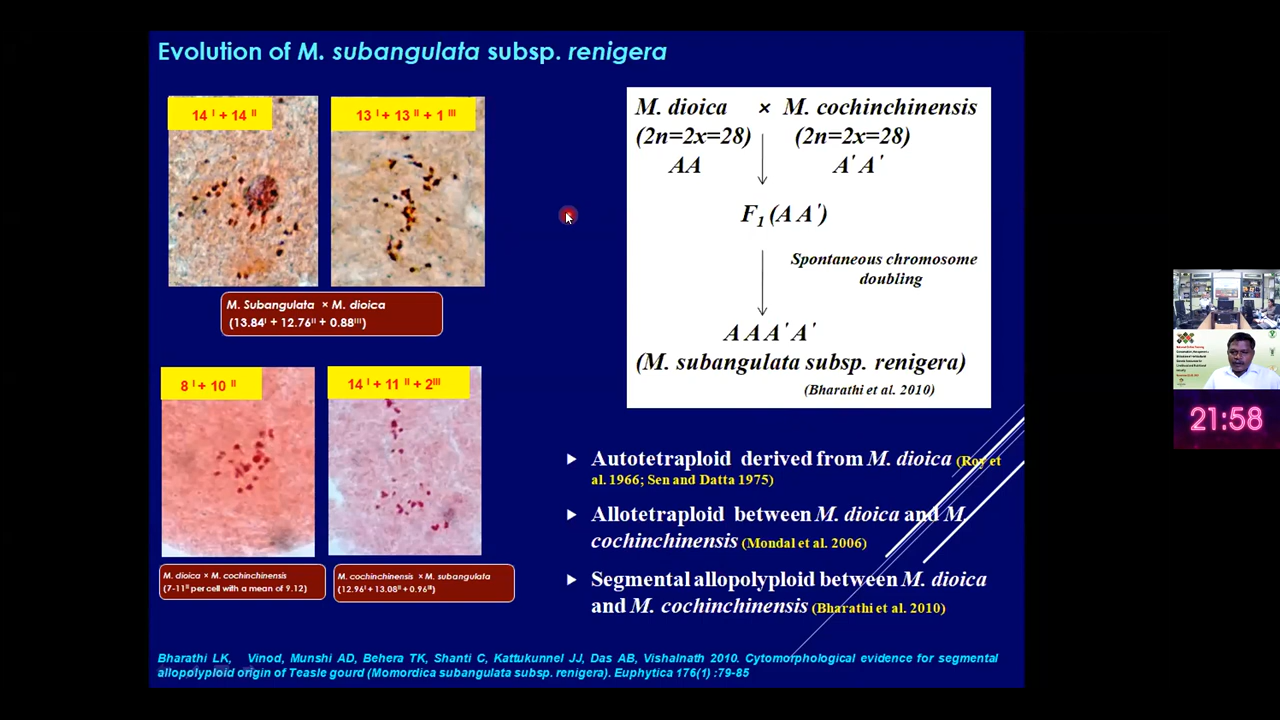 Evolution of M. subangulata subsp. renigera
14 I + 14 II
13 I + 13 II + 1 III
M. Subangulata × M. dioica
(13.84I + 12.76II + 0.88III)
8 I + 10 II
14 I + 11 II + 2III
M. dioica × M. cochinchinensis
(7-11II per cell with a mean of 9.12)
M. cochinchinensis × M. subangulata
(12.96I + 13.08II + 0.96III)
M. dioica × M. cochinchinensis
(2n=2x=28) (2n=2x=28)
AA A'A'
F1 (A A')
Spontaneous chromosome
doubling
A A A'A'
(M. subangulata subsp. renigera)
(Bharathi et al. 2010)
Autotetraploid derived from M. dioica (Roy et
al. 1966; Sen and Datta 1975)
Allotetraploid between M. dioica and M.
cochinchinensis (Mondal et al. 2006)
Segmental allopolyploid between M. dioica
and M. cochinchinensis (Bharathi et al. 2010)
Bharathi LK, Vinod, Munshi AD, Behera TK, Shanti C, Kattukunnel JJ, Das AB, Vishalnath 2010. Cytomorphological evidence for segmental
allopolyploid origin of Teasle gourd (Momordica subangulata subsp. renigera). Euphytica 176(1) :79-85
21:58